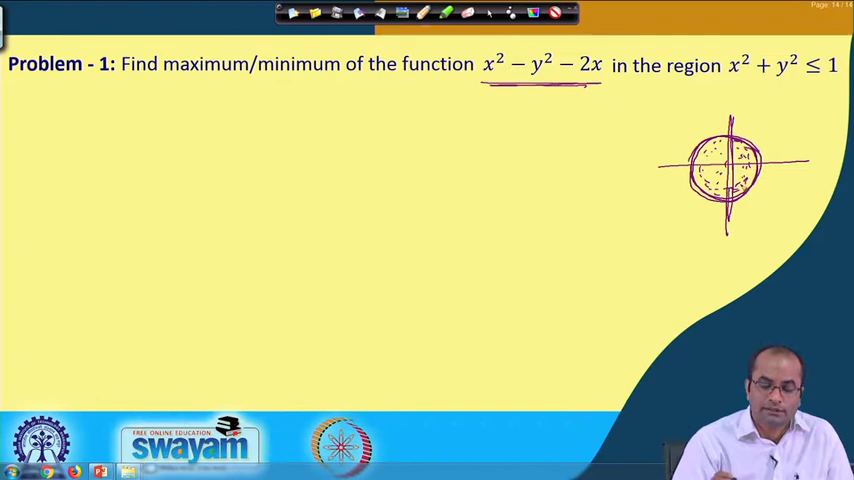 Page: 14 / 14
Problem - 1: Find maximum/minimum of the function x² − y² − 2x in the region x² + y² ≤ 1
FREE ONLINE EDUCATION
swayam